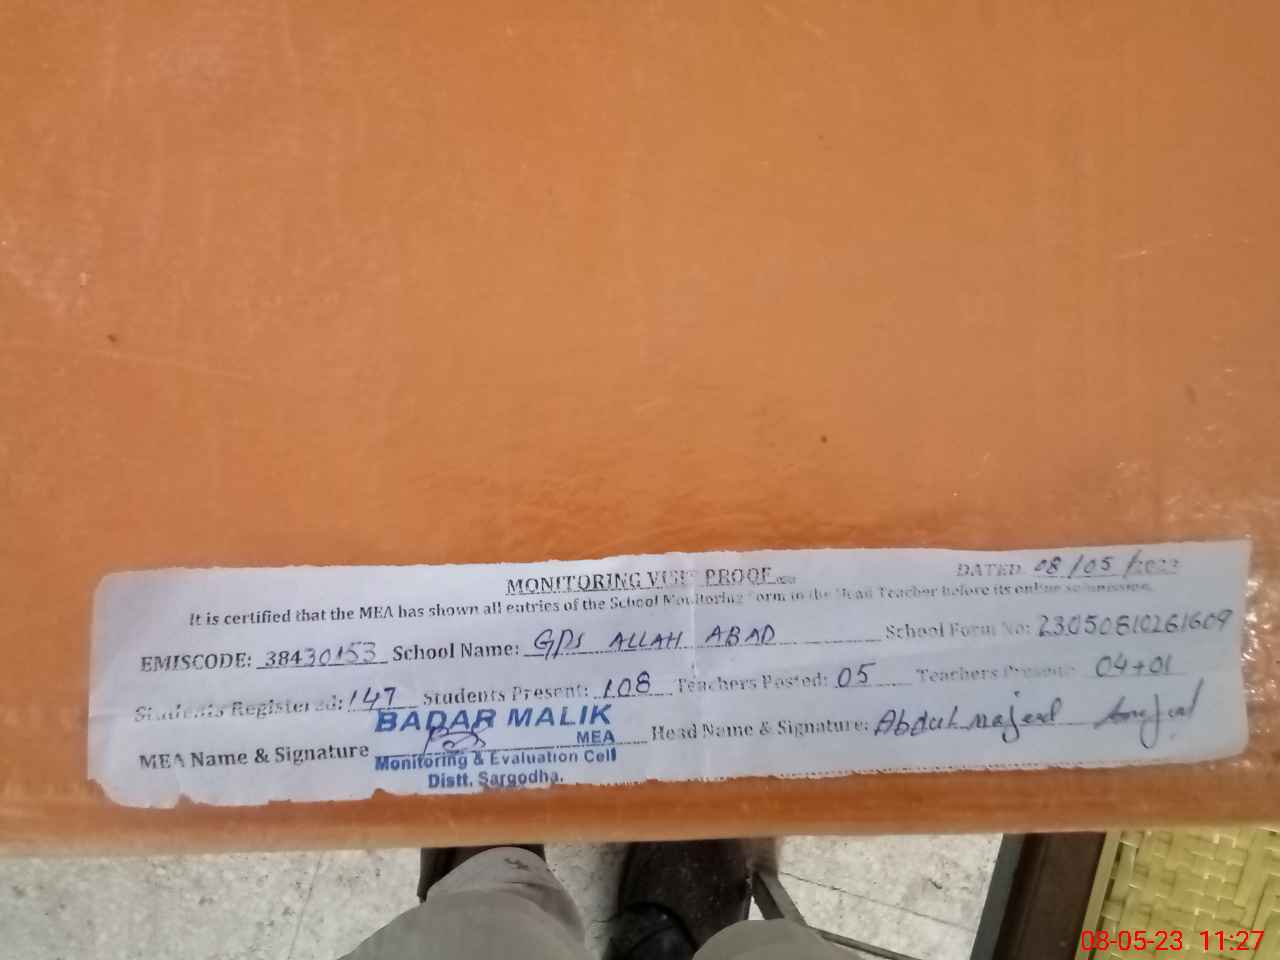 MONITORING VISIT PROOF
DATED 08/05/2023
It is certified that the MEA has shown all entries of the School Monitoring Form to the Head Teacher before its online submission.
EMISCODE: 38430153 School Name: GPS ALLAH ABAD School Form No: 23050810261609
Students Registered: 147 Students Present: 108 Teachers Posted: 05 Teachers Present: 04+01
MEA Name & Signature BADAR MALIK Head Name & Signature: Abdul Majeed
MEA
Monitoring & Evaluation Cell
Distt. Sargodha.
08-05-23 11:27